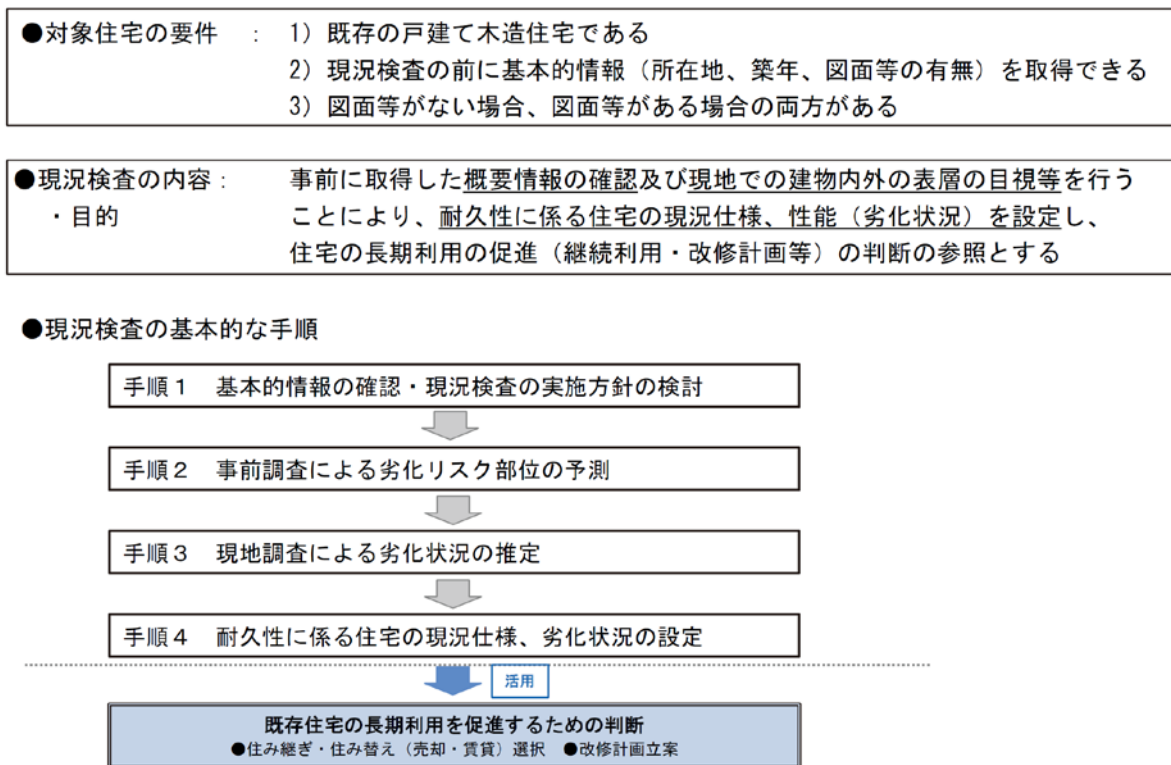 ●対象住宅の要件 : 1) 既存の戸建て木造住宅である
2) 現況検査の前に基本的情報(所在地、築年、図面等の有無)を取得できる
3) 図面等がない場合、図面等がある場合の両方がある
●現況検査の内容: 事前に取得した概要情報の確認及び現地での建物内外の表層の目視等を行う
・目的 ことにより、耐久性に係る住宅の現況仕様、性能(劣化状況)を設定し、
住宅の長期利用の促進(継続利用・改修計画等)の判断の参照とする
●現況検査の基本的な手順
手順1 基本的情報の確認・現況検査の実施方針の検討
手順2 事前調査による劣化リスク部位の予測
手順3 現地調査による劣化状況の推定
手順4 耐久性に係る住宅の現況仕様、劣化状況の設定
活用
既存住宅の長期利用を促進するための判断
●住み継ぎ・住み替え(売却・賃貸)選択 ●改修計画立案